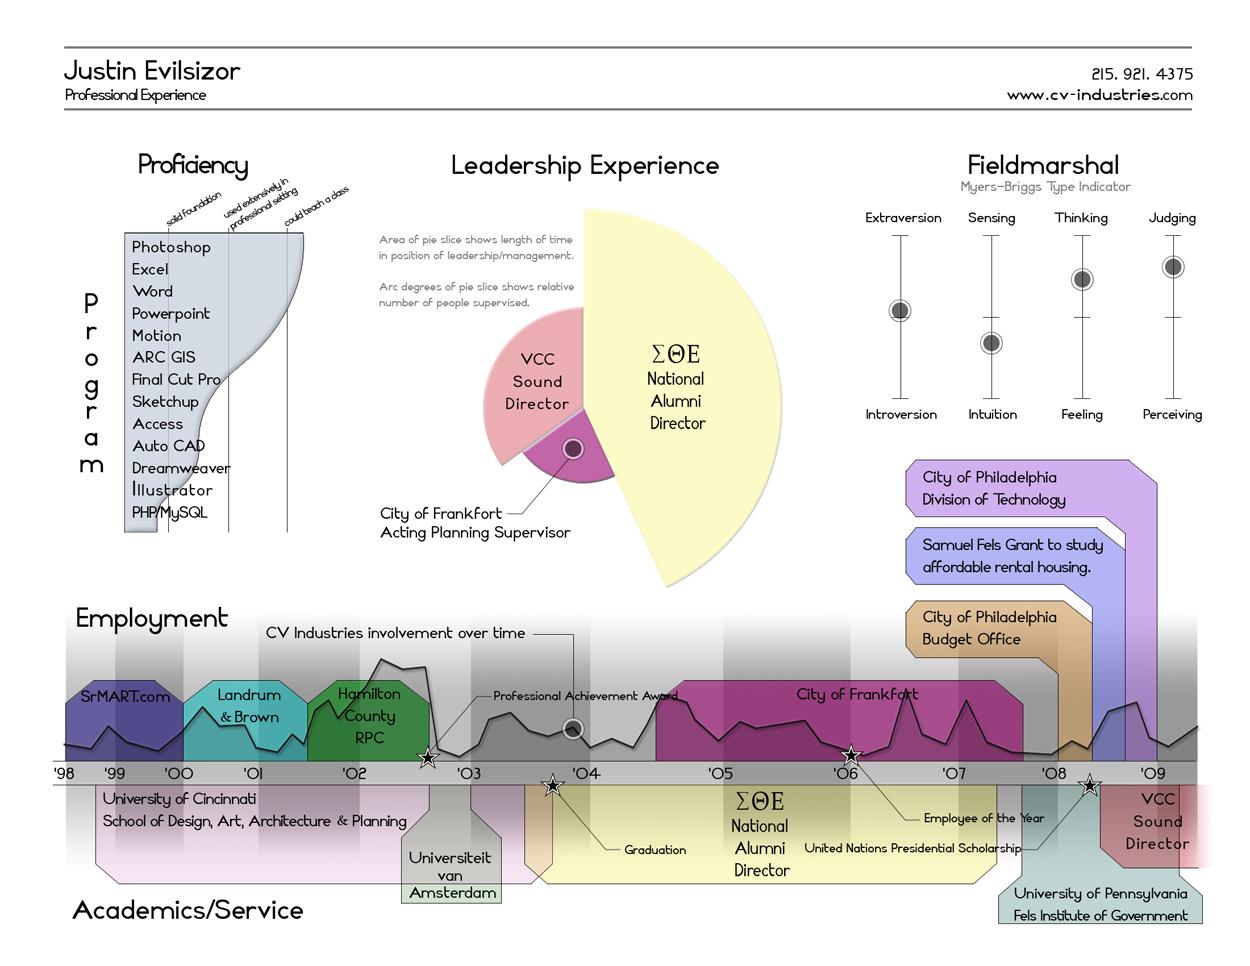 Justin Evilsizor
Professional Experience
215. 921. 4375
www.cv-industries.com
Proficiency
solid foundation
used extensively in
professional setting
could teach a class
Program
Photoshop
Excel
Word
Powerpoint
Motion
ARC GIS
Final Cut Pro
Sketchup
Access
Auto CAD
Dreamweaver
Illustrator
PHP/MySQL
Leadership Experience
Area of pie slice shows length of time
in position of leadership/management.
Arc degrees of pie slice shows relative
number of people supervised.
VCC
Sound
Director
ΣΘΕ
National
Alumni
Director
City of Frankfort
Acting Planning Supervisor
Fieldmarshal
Myers-Briggs Type Indicator
Extraversion Sensing Thinking Judging
Introversion Intuition Feeling Perceiving
City of Philadelphia
Division of Technology
Samuel Fels Grant to study
affordable rental housing.
City of Philadelphia
Budget Office
Employment
CV Industries involvement over time
SrMART.com
Landrum
& Brown
Hamilton
County
RPC
Professional Achievement Award
City of Frankfort
'98 '99 '00 '01 '02 '03 '04 '05 '06 '07 '08 '09
University of Cincinnati
School of Design, Art, Architecture & Planning
Universiteit
van
Amsterdam
Graduation
ΣΘΕ
National
Alumni
Director
Employee of the Year
United Nations Presidential Scholarship
VCC
Sound
Director
University of Pennsylvania
Fels Institute of Government
Academics/Service